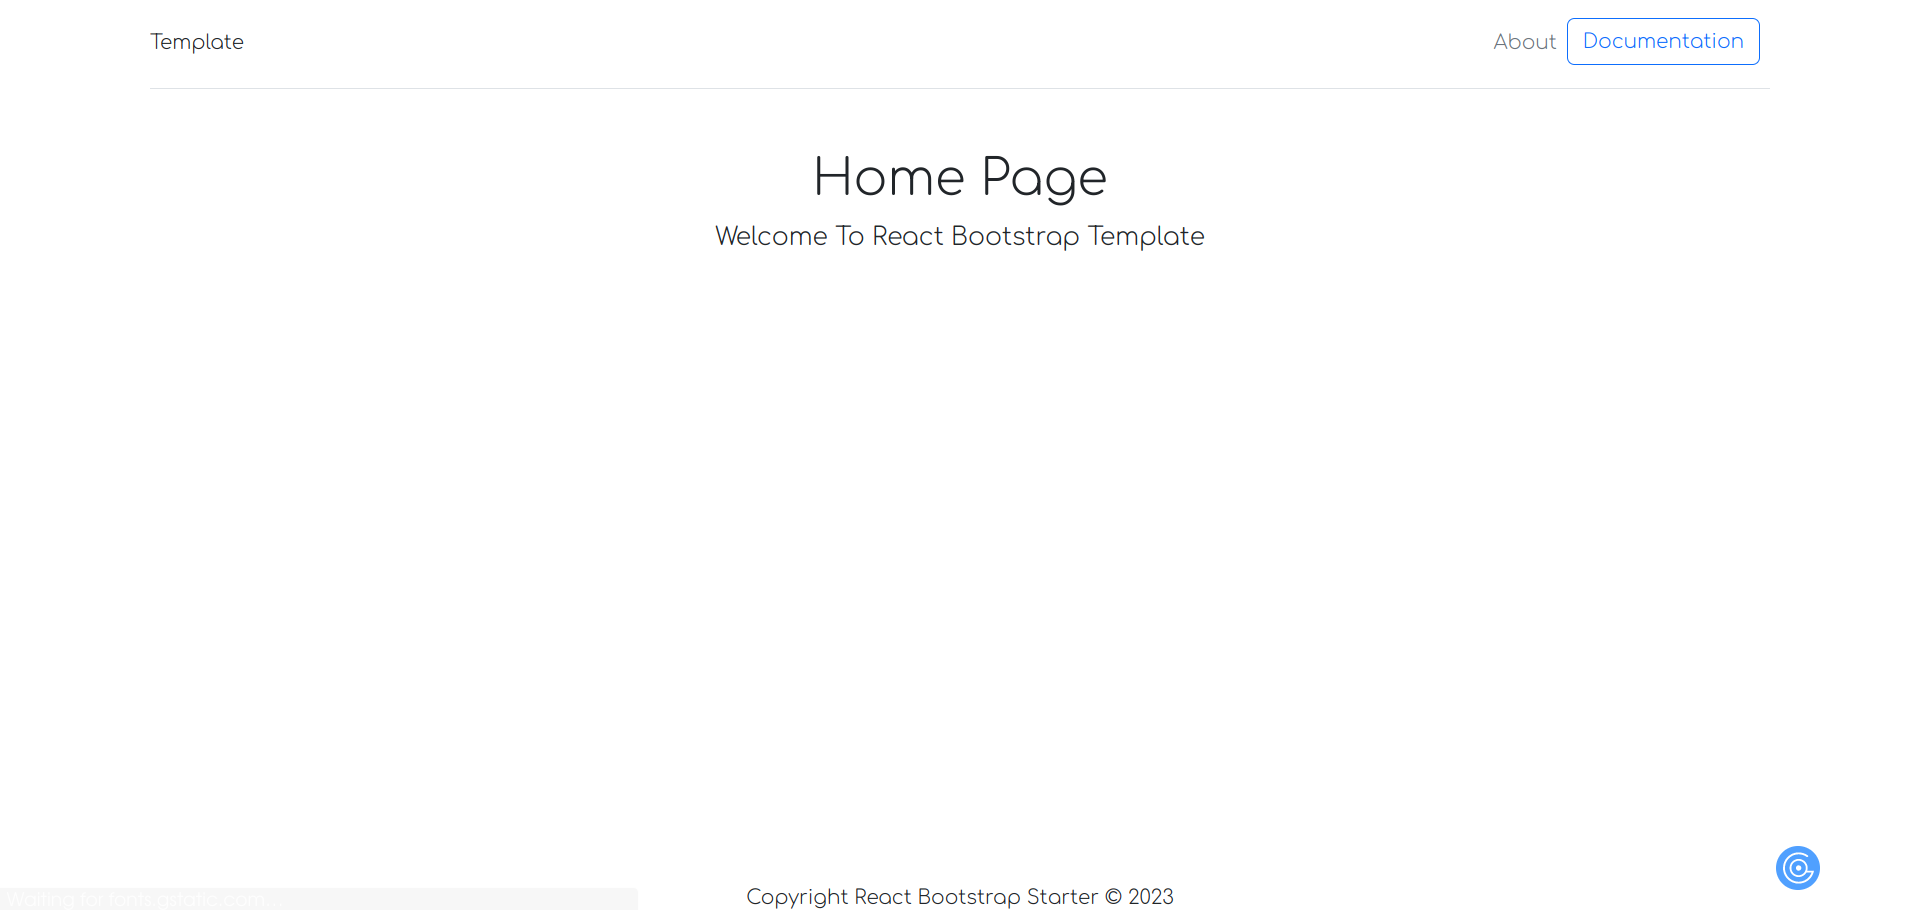 Template
About
Documentation
Home Page
Welcome To React Bootstrap Template
Copyright React Bootstrap Starter © 2023
Waiting for fonts.gstatic.com...